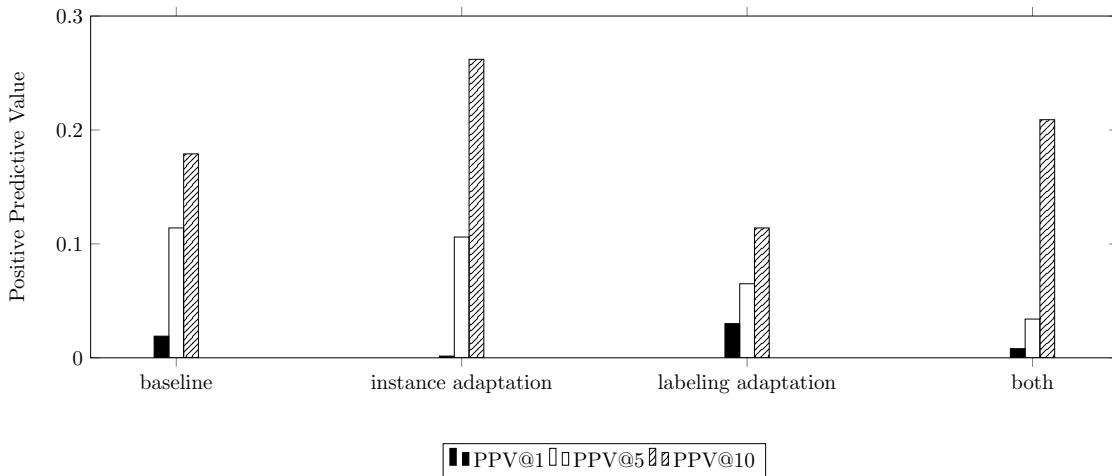 0.3
0.2
0.1
0
Positive Predictive Value
baseline
instance adaptation
labeling adaptation
both
PPV@1 PPV@5 PPV@10